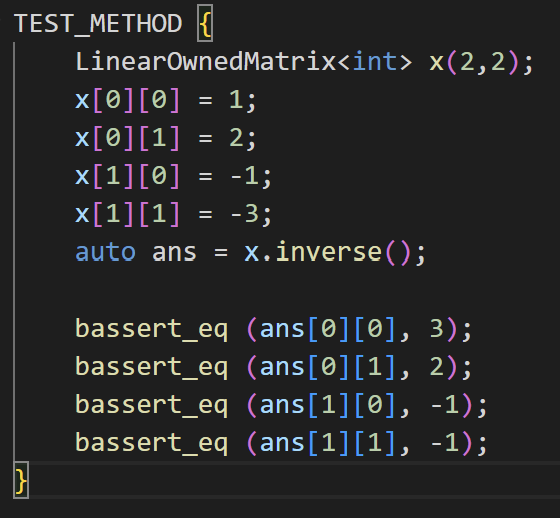 TEST_METHOD {
    LinearOwnedMatrix<int> x(2,2);
    x[0][0] = 1;
    x[0][1] = 2;
    x[1][0] = -1;
    x[1][1] = -3;
    auto ans = x.inverse();

    bassert_eq (ans[0][0], 3);
    bassert_eq (ans[0][1], 2);
    bassert_eq (ans[1][0], -1);
    bassert_eq (ans[1][1], -1);
}